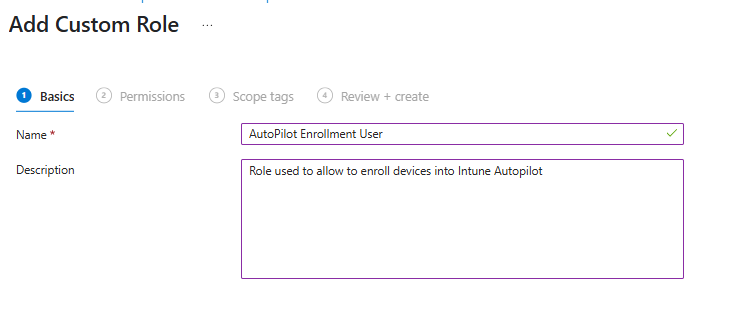 Add Custom Role ...
1 Basics 2 Permissions 3 Scope tags 4 Review + create
Name * AutoPilot Enrollment User
Description Role used to allow to enroll devices into Intune Autopilot